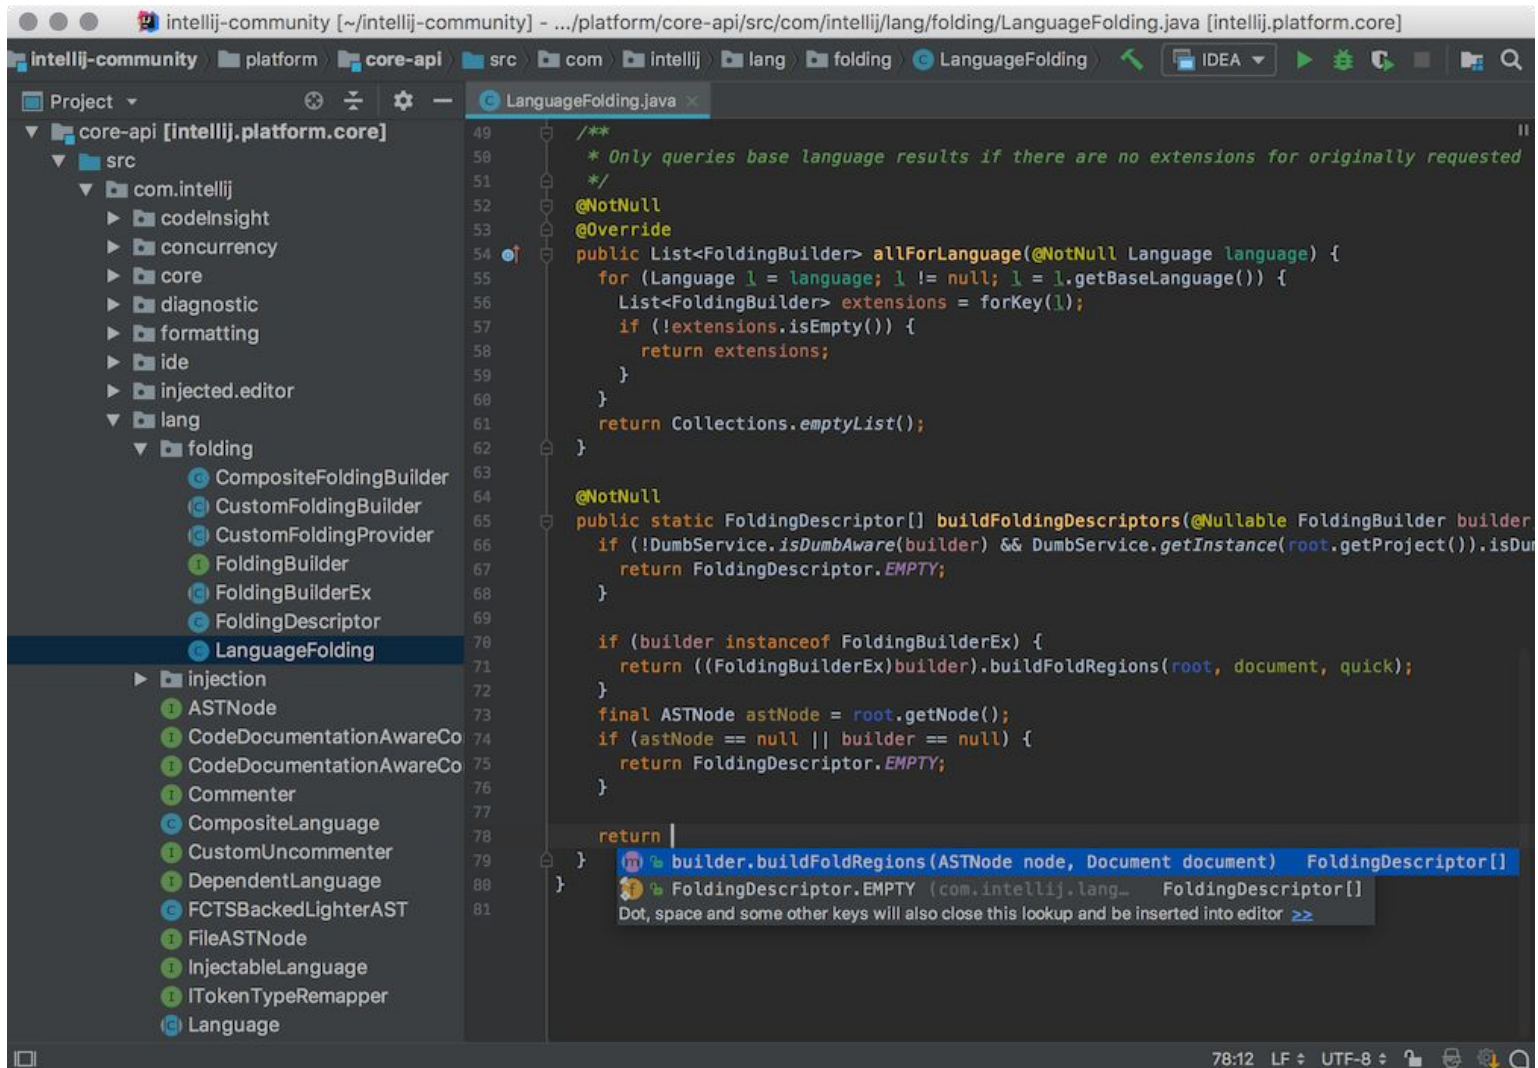 intellij-community [~/intellij-community] - .../platform/core-api/src/com/intellij/lang/folding/LanguageFolding.java [intellij.platform.core]
intellij-community platform core-api src com intellij lang folding LanguageFolding IDEA
Project
LanguageFolding.java
core-api [intellij.platform.core]
src
com.intellij
codeInsight
concurrency
core
diagnostic
formatting
ide
injected.editor
lang
folding
CompositeFoldingBuilder
CustomFoldingBuilder
CustomFoldingProvider
FoldingBuilder
FoldingBuilderEx
FoldingDescriptor
LanguageFolding
injection
ASTNode
CodeDocumentationAwareCo
CodeDocumentationAwareCo
Commenter
CompositeLanguage
CustomUncommenter
DependentLanguage
FCTSBackedLighterAST
FileASTNode
InjectableLanguage
ITokenTypeRemapper
Language
49 /**
50 * Only queries base language results if there are no extensions for originally requested
51 */
52 @NotNull
53 @Override
54 public List<FoldingBuilder> allForLanguage(@NotNull Language language) {
55 for (Language l = language; l != null; l = l.getBaseLanguage()) {
56 List<FoldingBuilder> extensions = forKey(l);
57 if (!extensions.isEmpty()) {
58 return extensions;
59 }
60 }
61 return Collections.emptyList();
62 }
63
64 @NotNull
65 public static FoldingDescriptor[] buildFoldingDescriptors(@Nullable FoldingBuilder builder
66 if (!DumbService.isDumbAware(builder) && DumbService.getInstance(root.getProject()).isDum
67 return FoldingDescriptor.EMPTY;
68 }
69
70 if (builder instanceof FoldingBuilderEx) {
71 return ((FoldingBuilderEx)builder).buildFoldRegions(root, document, quick);
72 }
73 final ASTNode astNode = root.getNode();
74 if (astNode == null || builder == null) {
75 return FoldingDescriptor.EMPTY;
76 }
77
78 return
79 }
80 }
81
builder.buildFoldRegions(ASTNode node, Document document) FoldingDescriptor[]
FoldingDescriptor.EMPTY (com.intellij.lang… FoldingDescriptor[]
Dot, space and some other keys will also close this lookup and be inserted into editor >>
78:12 LF UTF-8